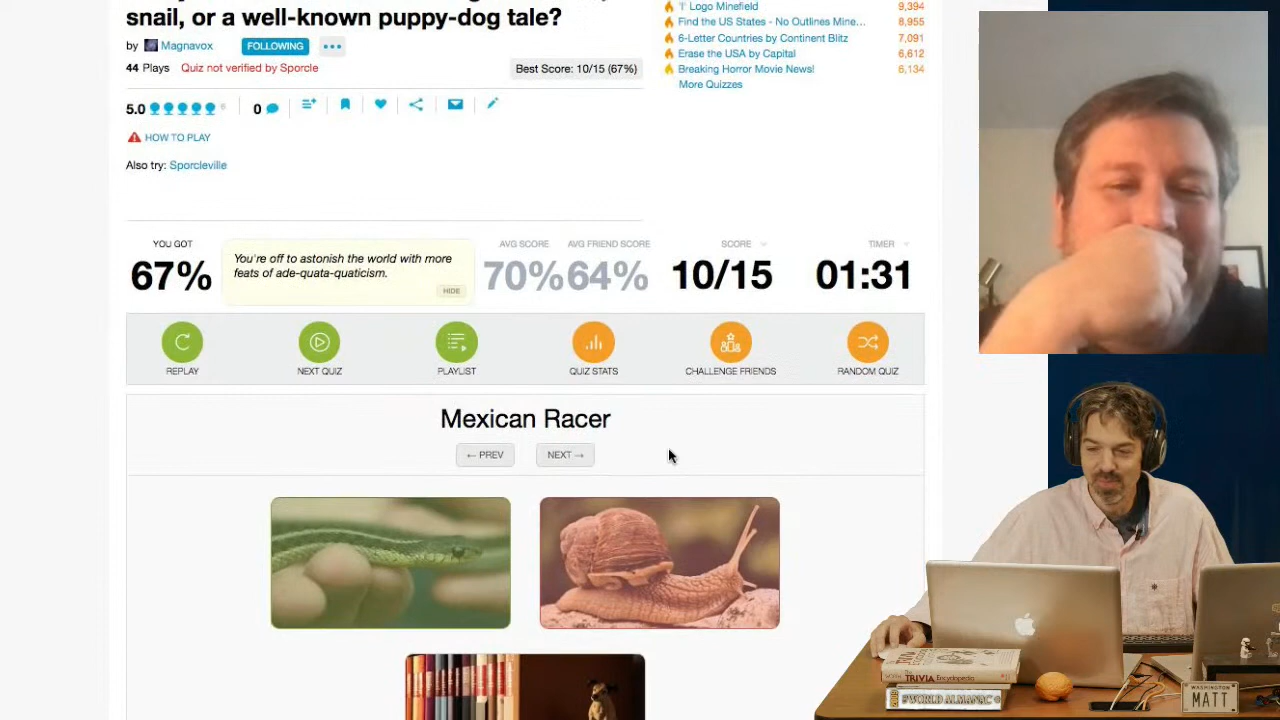 snail, or a well-known puppy-dog tale?
by Magnavox FOLLOWING •••
44 Plays Quiz not verified by Sporcle Best Score: 10/15 (67%)
5.0 6 0
HOW TO PLAY
Also try: Sporcleville
Logo Minefield 9,394
Find the US States - No Outlines Mine... 8,955
6-Letter Countries by Continent Blitz 7,091
Erase the USA by Capital 6,612
Breaking Horror Movie News! 6,134
More Quizzes
YOU GOT
67%
You're off to astonish the world with more
feats of ade-quata-quaticism.
HIDE
AVG SCORE
70%
AVG FRIEND SCORE
64%
SCORE
10/15
TIMER
01:31
REPLAY
NEXT QUIZ
PLAYLIST
QUIZ STATS
CHALLENGE FRIENDS
RANDOM QUIZ
Mexican Racer
← PREV
NEXT →
TRIVIA Encyclopedia
WORLD ALMANAC
WASHINGTON
MATT